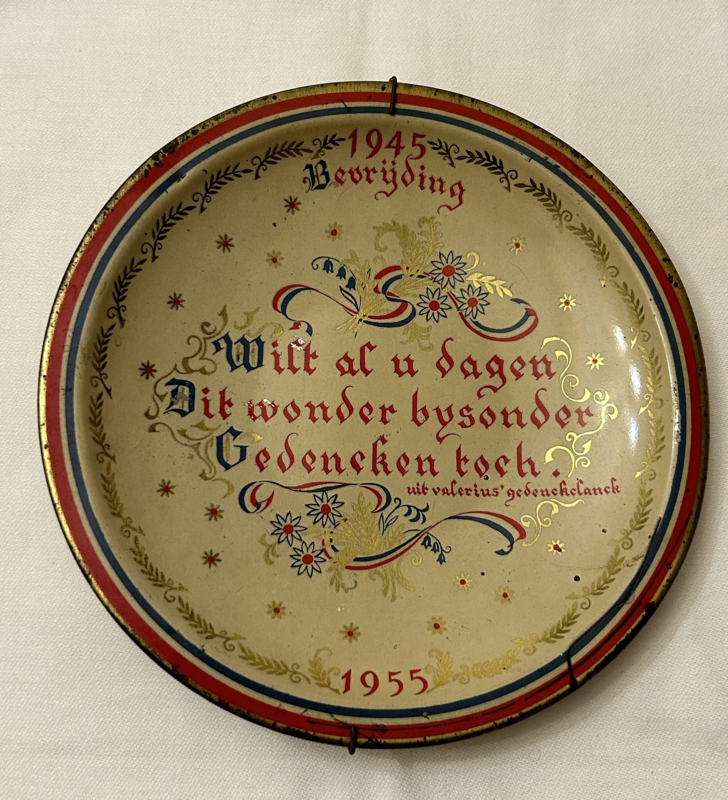 1945
Bevrijding
Wilt al u dagen
Dit wonder bysonder
Gedencken toch.
uit valerius' gedenckclanck
1955